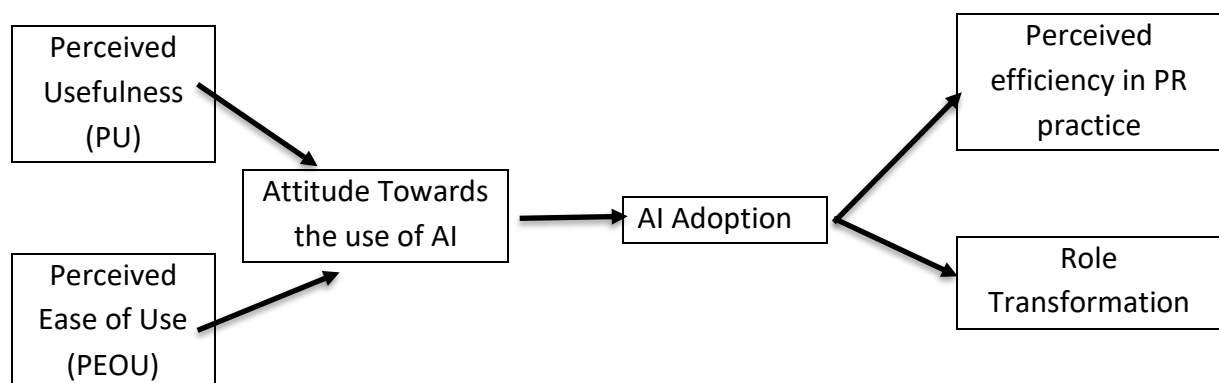 Perceived
Usefulness
(PU)
Perceived
Ease of Use
(PEOU)
Attitude Towards
the use of AI
AI Adoption
Perceived
efficiency in PR
practice
Role
Transformation